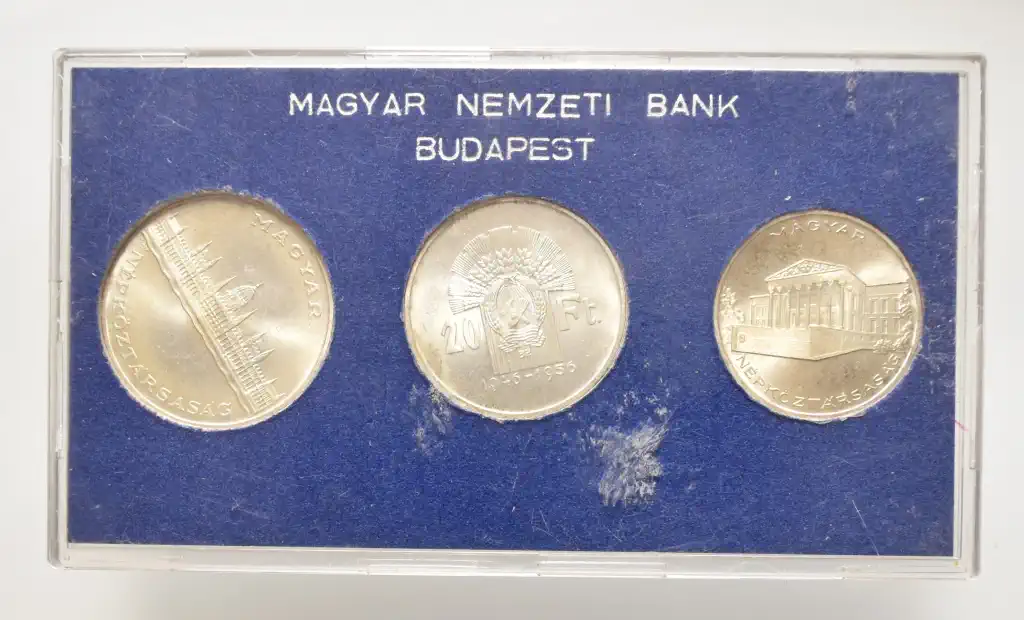 MAGYAR NEMZETI BANK
BUDAPEST
MAGYAR
NÉPKÖZTÁRSASÁG
20 Ft.
1946-1956
MAGYAR
NÉPKÖZTÁRSASÁG